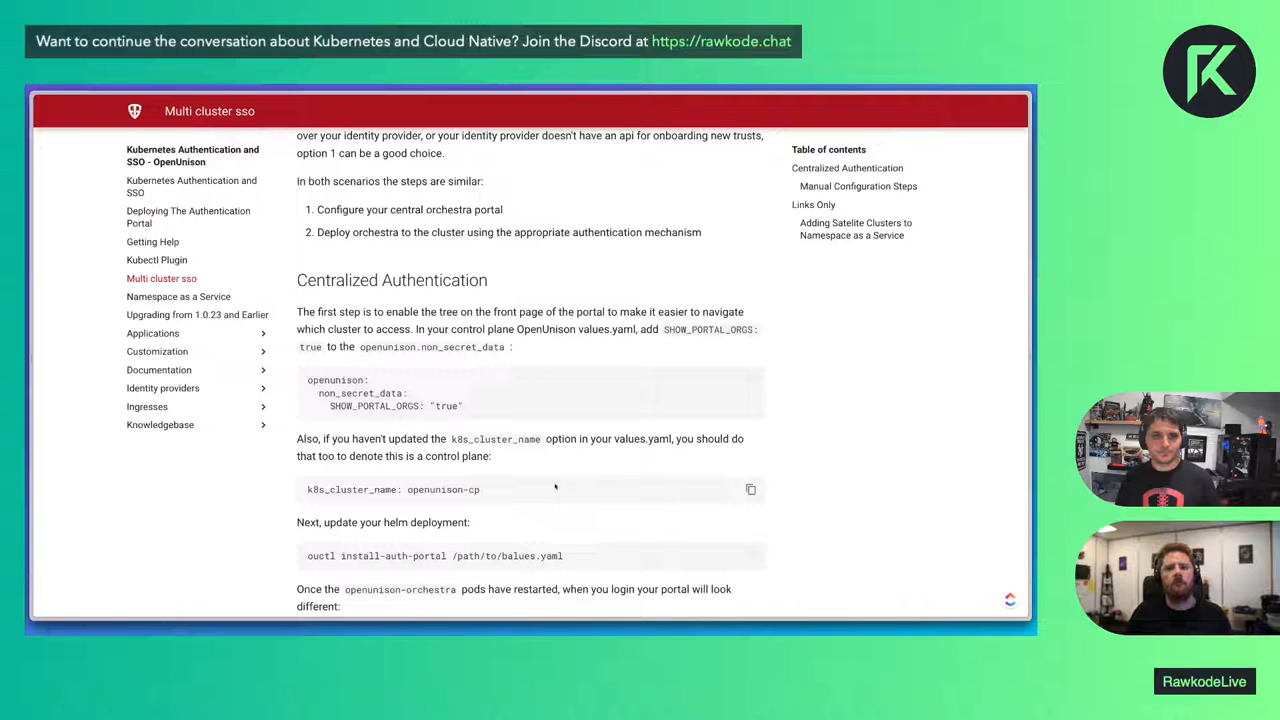 Want to continue the conversation about Kubernetes and Cloud Native? Join the Discord at https://rawkode.chat
Multi cluster sso
Kubernetes Authentication and
SSO - OpenUnison
Kubernetes Authentication and
SSO
Deploying The Authentication
Portal
Getting Help
Kubectl Plugin
Multi cluster sso
Namespace as a Service
Upgrading from 1.0.23 and Earlier
Applications
Customization
Documentation
Identity providers
Ingresses
Knowledgebase
over your identity provider, or your identity provider doesn't have an api for onboarding new trusts,
option 1 can be a good choice.
In both scenarios the steps are similar:
1. Configure your central orchestra portal
2. Deploy orchestra to the cluster using the appropriate authentication mechanism
Centralized Authentication
The first step is to enable the tree on the front page of the portal to make it easier to navigate
which cluster to access. In your control plane OpenUnison values.yaml, add SHOW_PORTAL_ORGS:
true to the openunison.non_secret_data :
openunison:
non_secret_data:
SHOW_PORTAL_ORGS: "true"
Also, if you haven't updated the k8s_cluster_name option in your values.yaml, you should do
that too to denote this is a control plane:
k8s_cluster_name: openunison-cp
Next, update your helm deployment:
ouctl install-auth-portal /path/to/balues.yaml
Once the openunison-orchestra pods have restarted, when you login your portal will look
different:
Table of contents
Centralized Authentication
Manual Configuration Steps
Links Only
Adding Satelite Clusters to
Namespace as a Service
RawkodeLive